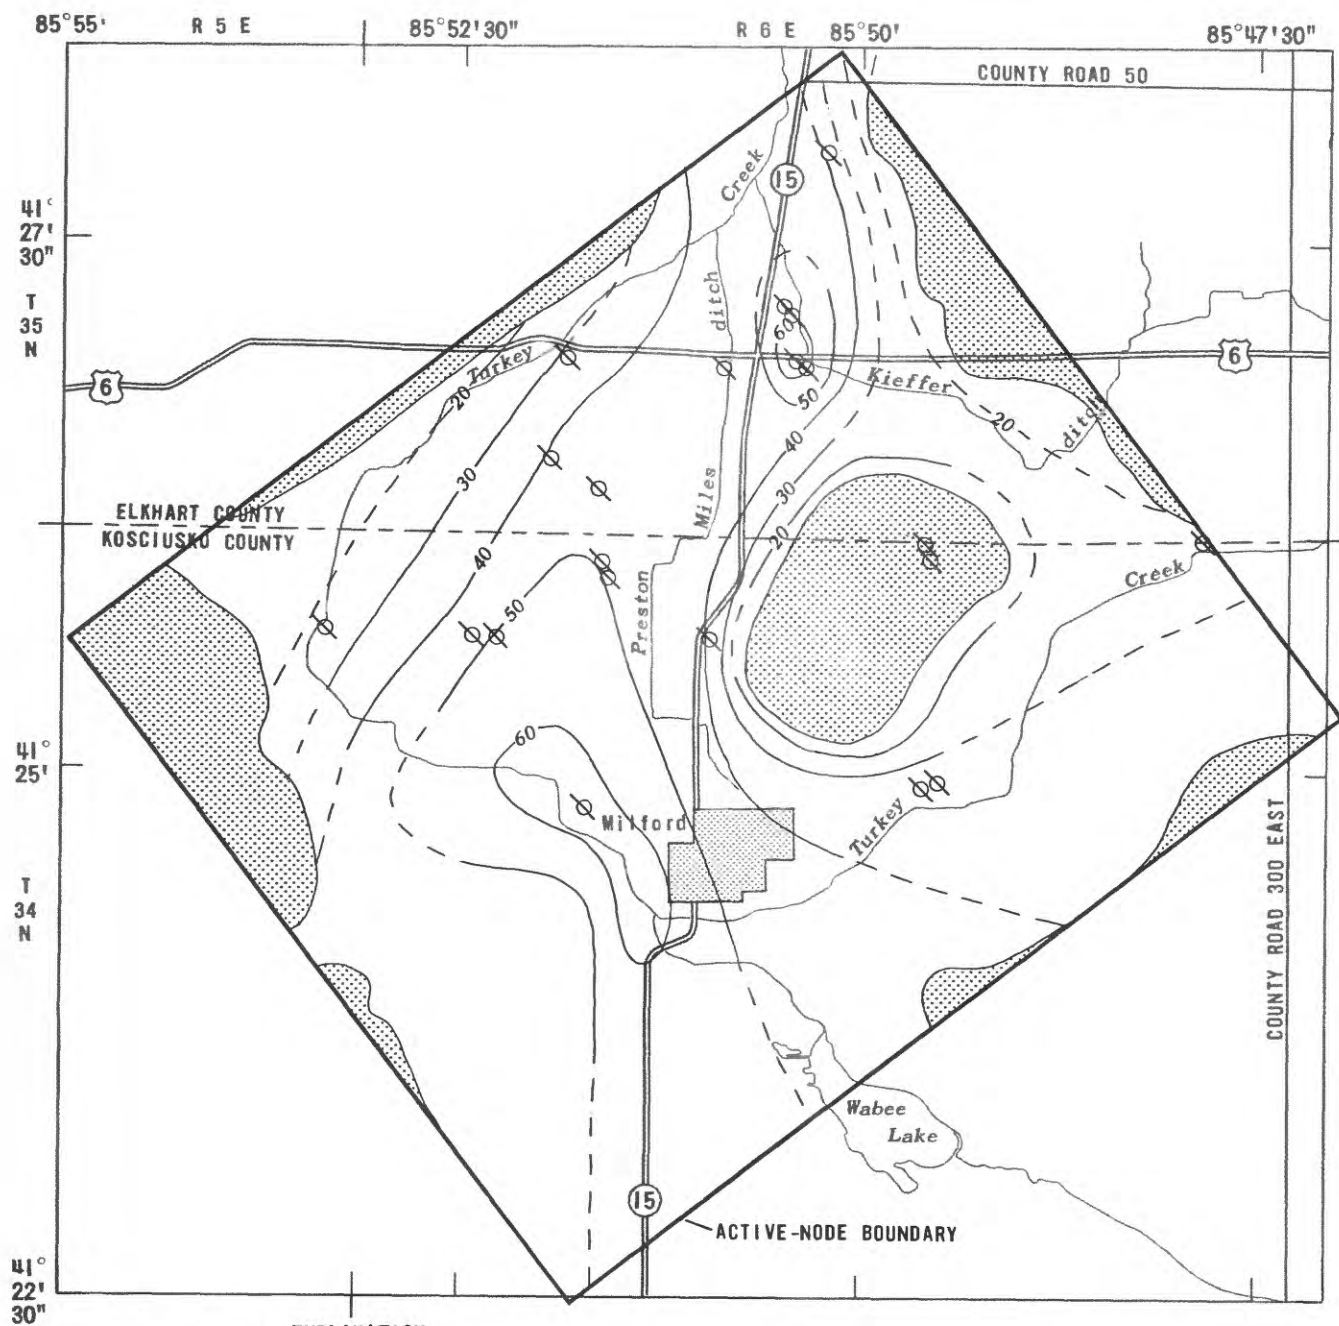 85°55' R 5 E 85°52'30" R 6 E 85°50' 85°47'30"
COUNTY ROAD 50
Creek
15
41°
27'
30"
T
35
N
ditch
60
6
Turkey
Kieffer
6
20
50
20
ditch
40
30
30
Miles
ELKHART COUNTY
KOSCIUSKO COUNTY
20
40
Creek
50
Preston
60
41°
25'
Milford
Turkey
COUNTY ROAD 300 EAST
T
34
N
Wabee
Lake
15
ACTIVE-NODE BOUNDARY
41°
22'
30"